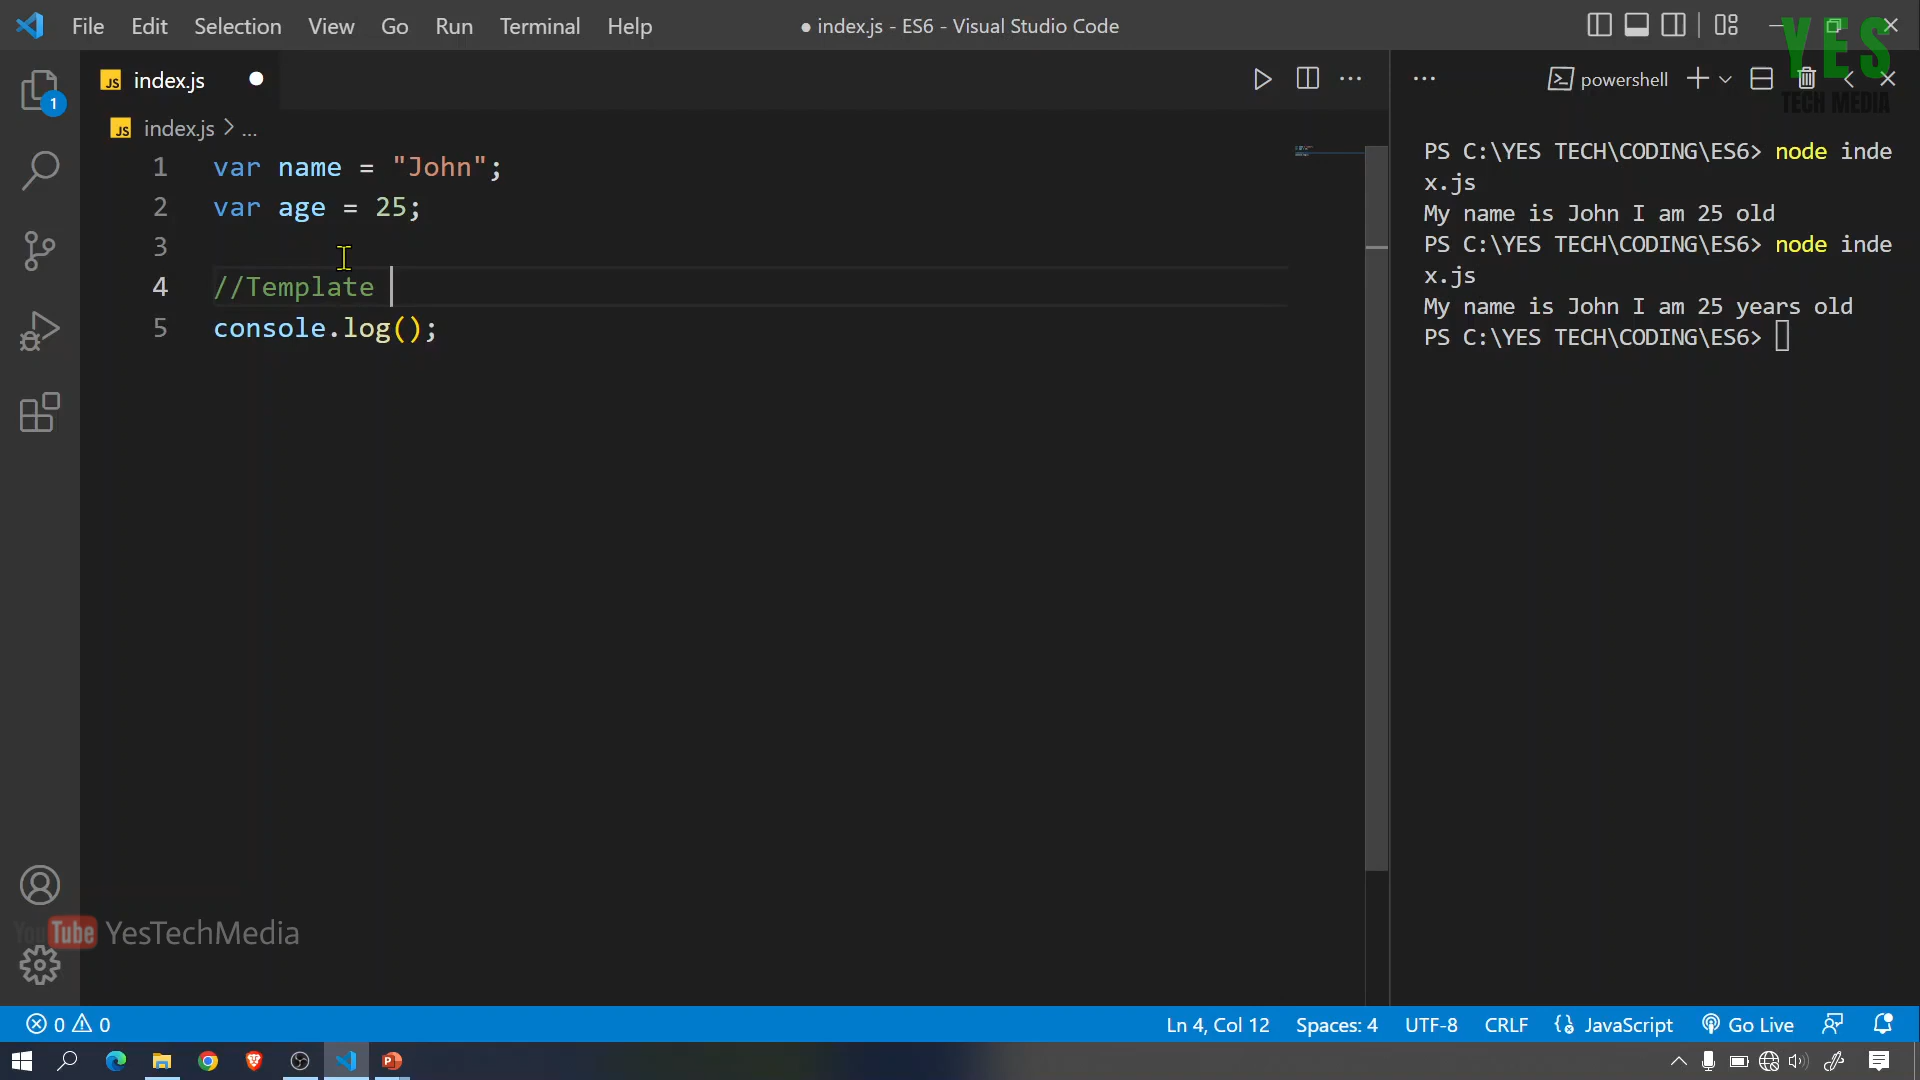 File Edit Selection View Go Run Terminal Help
● index.js - ES6 - Visual Studio Code
YES
TECH MEDIA
1
JS index.js
JS index.js > ...
powershell
1 var name = "John";
2 var age = 25;
3
4 //Template
5 console.log();
PS C:\YES TECH\CODING\ES6> node inde
x.js
My name is John I am 25 old
PS C:\YES TECH\CODING\ES6> node inde
x.js
My name is John I am 25 years old
PS C:\YES TECH\CODING\ES6>
YouTube YesTechMedia
0 0
Ln 4, Col 12 Spaces: 4 UTF-8 CRLF {} JavaScript Go Live